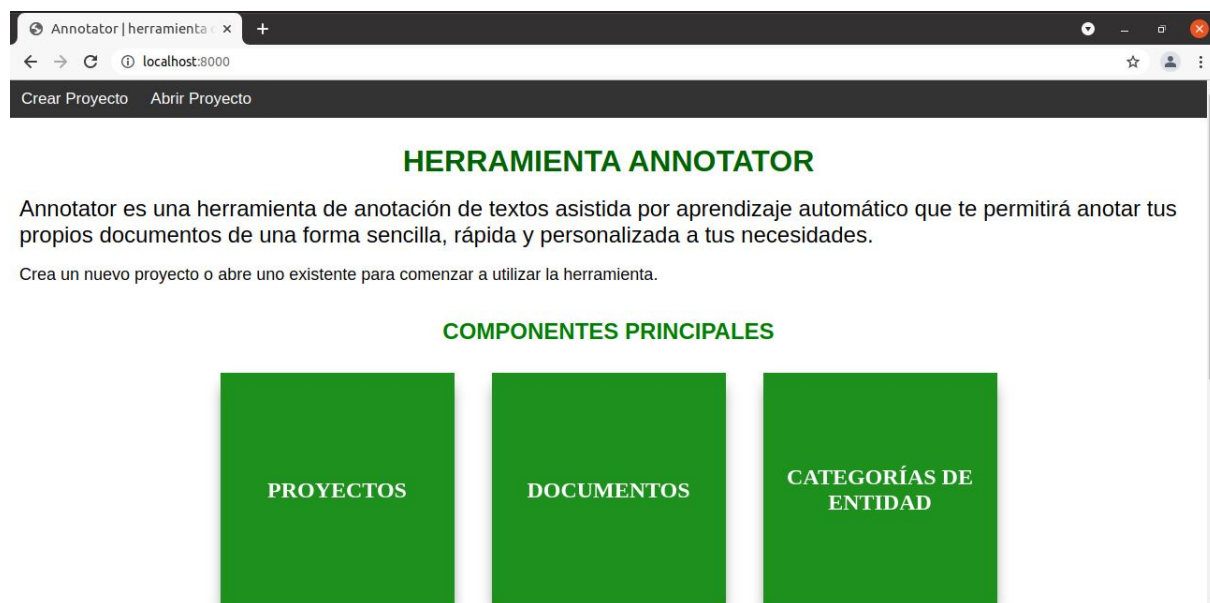 Annotator | herramienta
localhost:8000
Crear Proyecto Abrir Proyecto
HERRAMIENTA ANNOTATOR
Annotator es una herramienta de anotación de textos asistida por aprendizaje automático que te permitirá anotar tus
propios documentos de una forma sencilla, rápida y personalizada a tus necesidades.
Crea un nuevo proyecto o abre uno existente para comenzar a utilizar la herramienta.
COMPONENTES PRINCIPALES
PROYECTOS
DOCUMENTOS
CATEGORÍAS DE
ENTIDAD